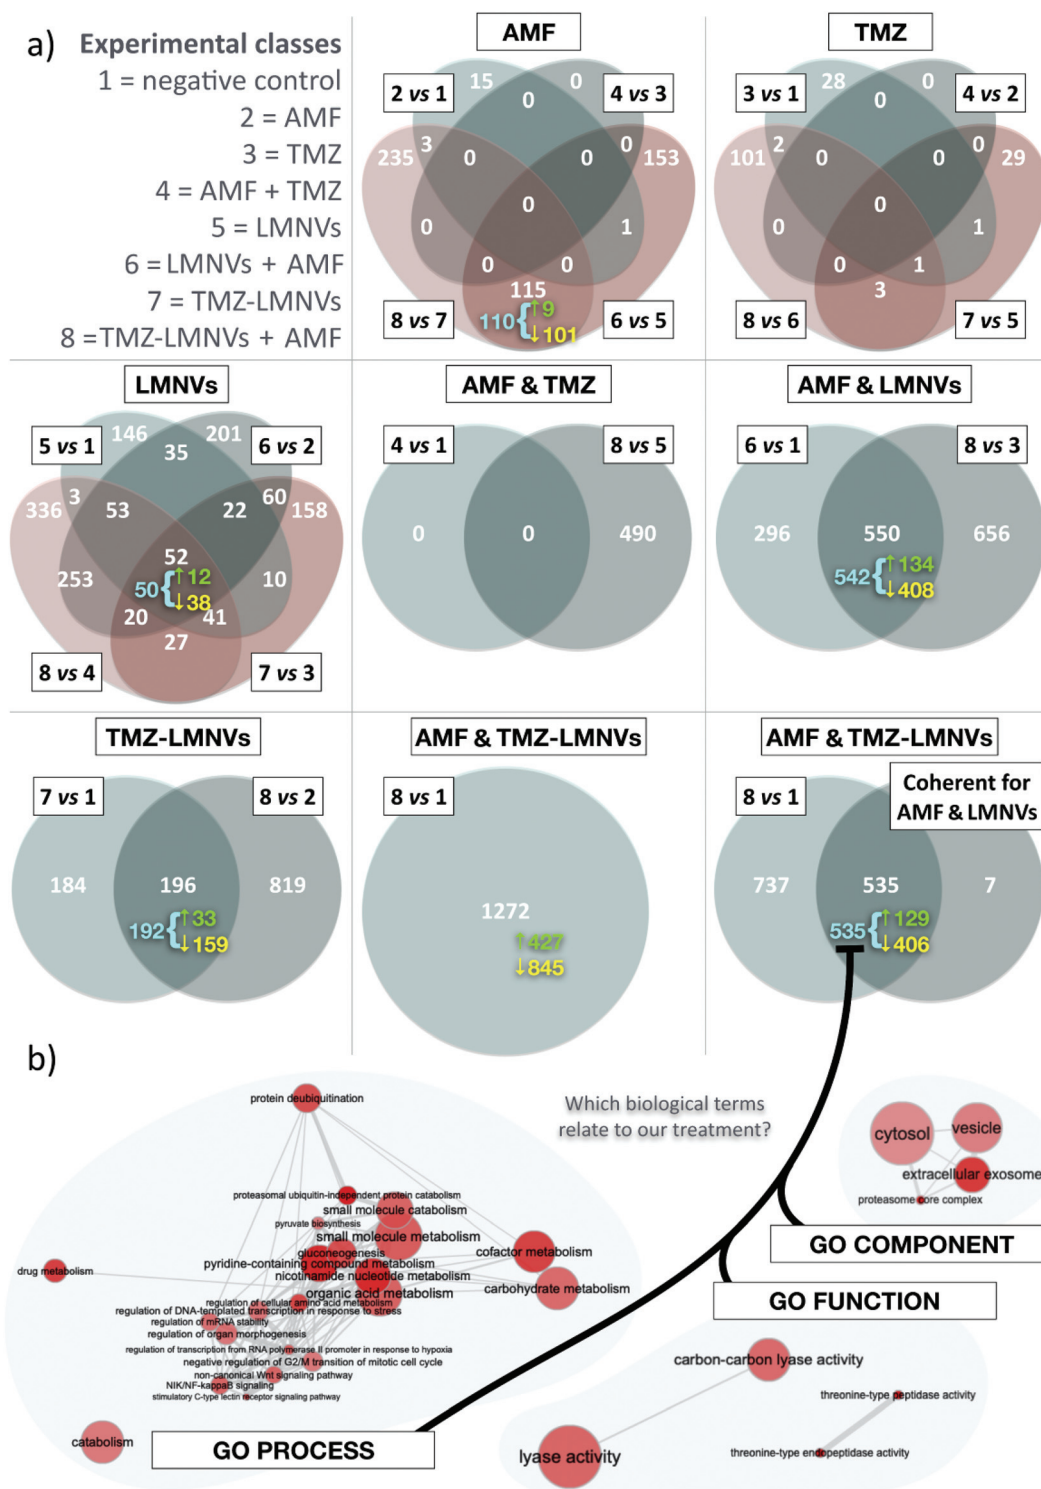 a) Experimental classes
1 = negative control
2 = AMF
3 = TMZ
4 = AMF + TMZ
5 = LMNVs
6 = LMNVs + AMF
7 = TMZ-LMNVs
8 =TMZ-LMNVs + AMF
AMF
2 vs 1
15
0
4 vs 3
0
235
3
0
0
0
153
0
0
1
0
0
115
110 { ↑9
↓101
8 vs 7
6 vs 5
TMZ
3 vs 1
28
0
4 vs 2
0
101
2
0
0
0
29
0
0
1
0
1
3
8 vs 6
7 vs 5
LMNVs
5 vs 1
146
201
6 vs 2
35
336
3
53
22
60
158
52
253
50 { ↑12
↓38
10
20
41
27
8 vs 4
7 vs 3
AMF & TMZ
4 vs 1
8 vs 5
0
0
490
AMF & LMNVs
6 vs 1
8 vs 3
296
550
656
542 { ↑134
↓408
TMZ-LMNVs
7 vs 1
8 vs 2
184
196
819
192 { ↑33
↓159
AMF & TMZ-LMNVs
8 vs 1
1272
↑427
↓845
AMF & TMZ-LMNVs
8 vs 1
Coherent for
AMF & LMNVs
737
535
7
535 { ↑129
↓406
b)
Which biological terms
relate to our treatment?
protein deubiquitination
proteasomal ubiquitin-independent protein catabolism
small molecule catabolism
pyruvate biosynthesis
small molecule metabolism
gluconeogenesis
pyridine-containing compound metabolism
nicotinamide nucleotide metabolism
organic acid metabolism
cofactor metabolism
carbohydrate metabolism
drug metabolism
regulation of cellular amino acid metabolism
regulation of DNA-templated transcription in response to stress
regulation of mRNA stability
regulation of organ morphogenesis
regulation of transcription from RNA polymerase II promoter in response to hypoxia
negative regulation of G2/M transition of mitotic cell cycle
non-canonical Wnt signaling pathway
NIK/NF-kappaB signaling
stimulatory C-type lectin receptor signaling pathway
catabolism
GO PROCESS
cytosol
vesicle
extracellular exosome
proteasome core complex
GO COMPONENT
GO FUNCTION
carbon-carbon lyase activity
threonine-type peptidase activity
lyase activity
threonine-type endopeptidase activity